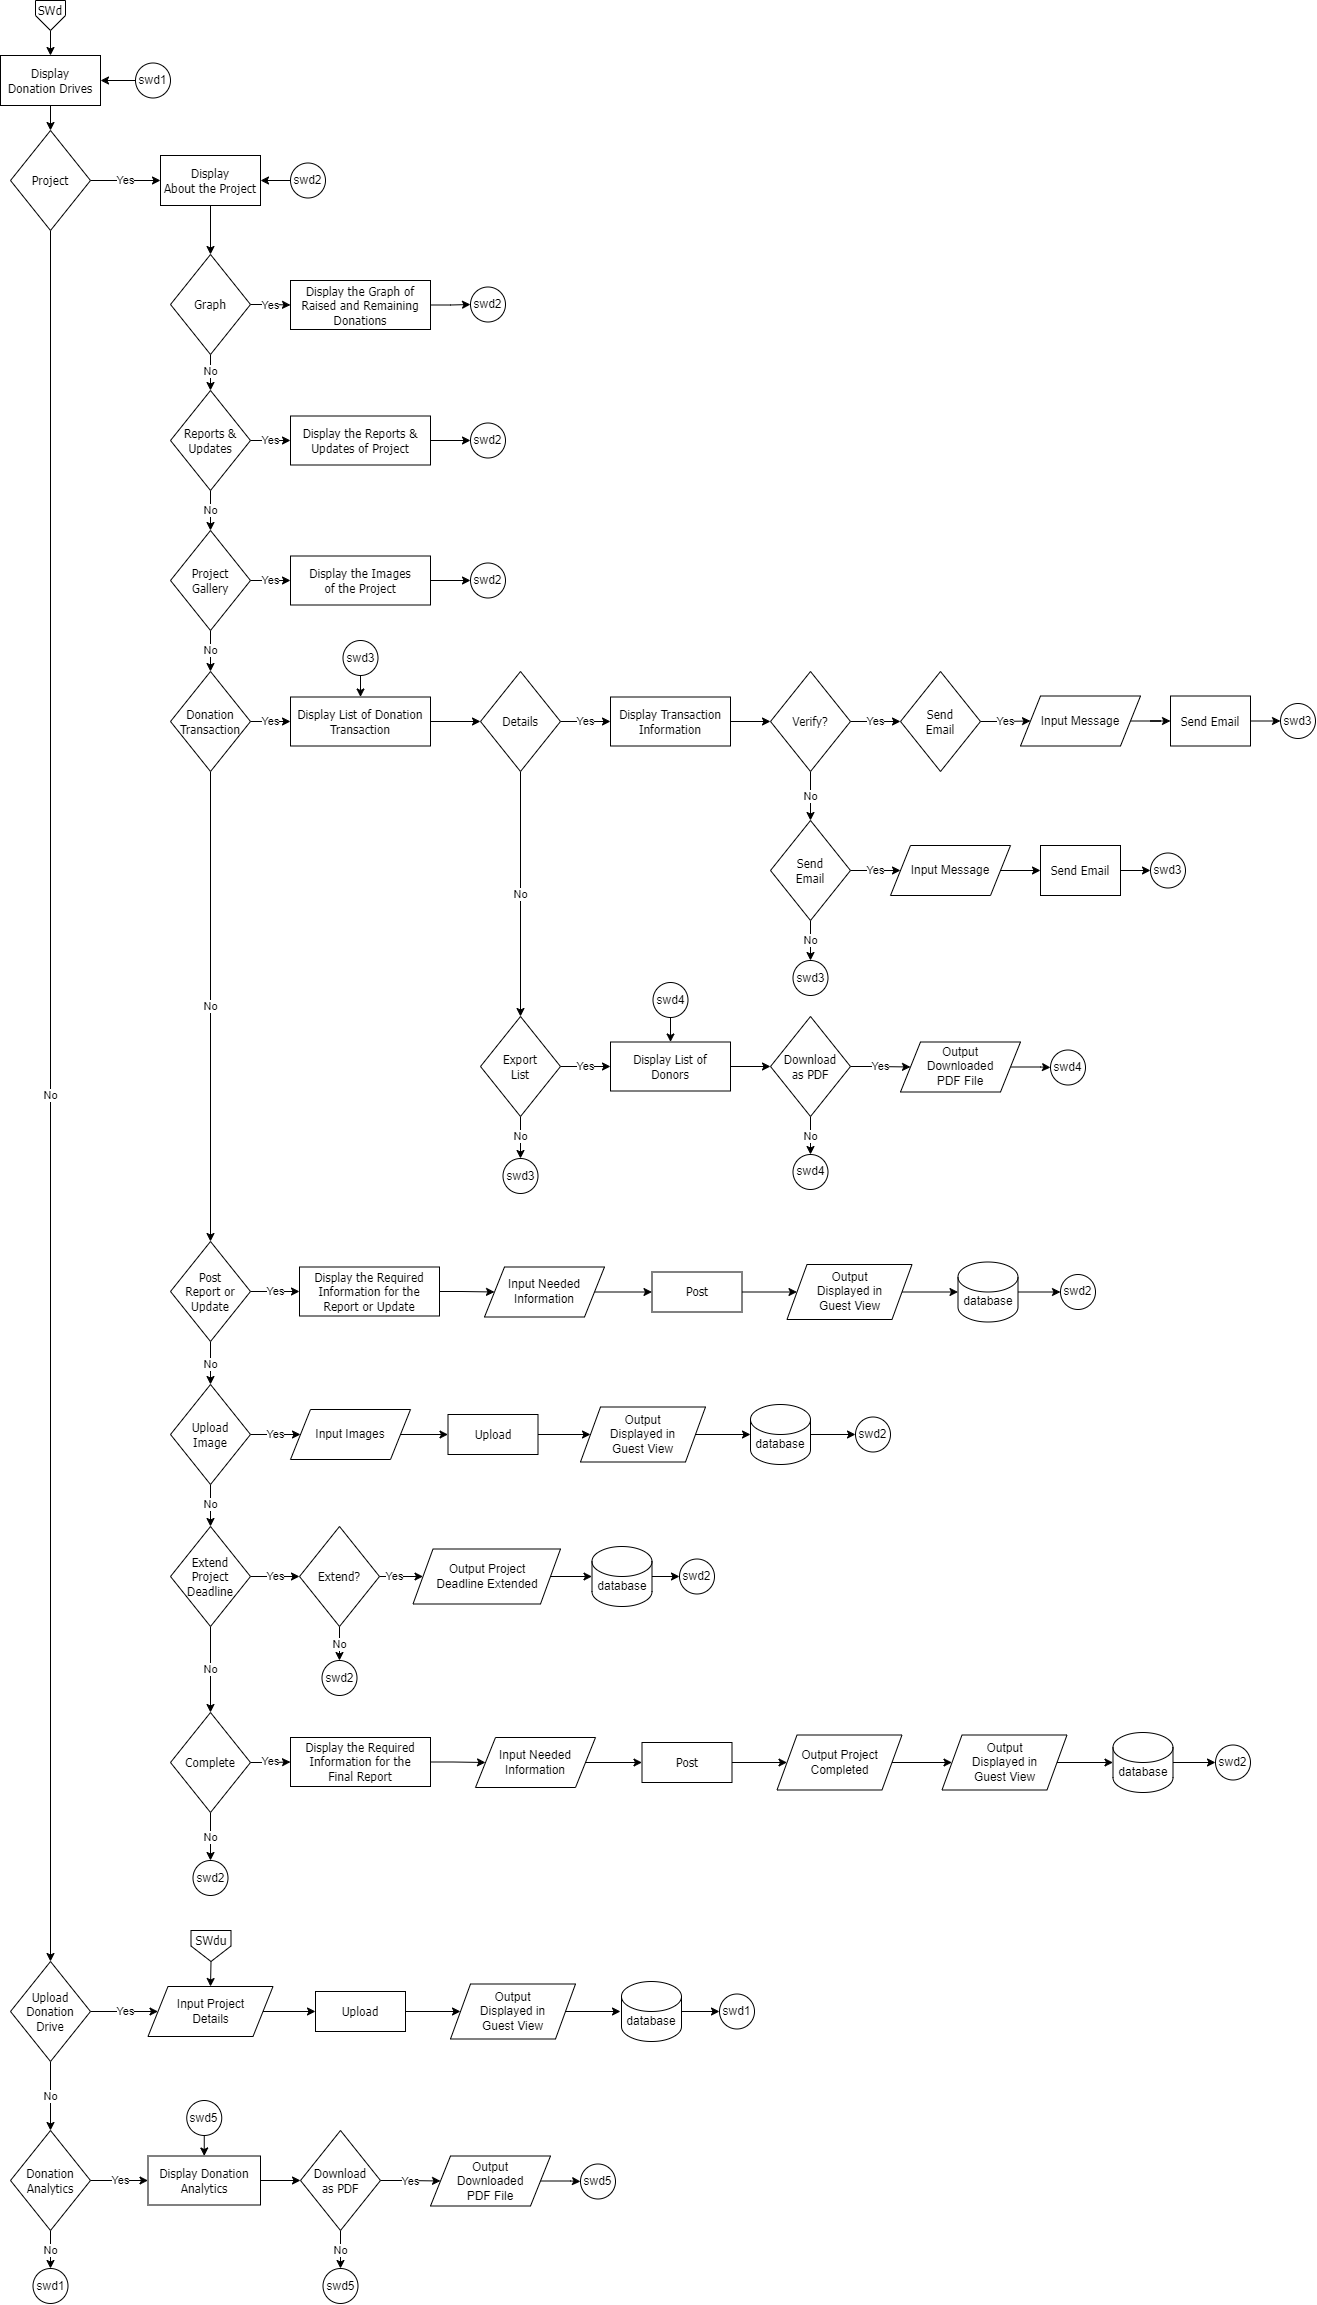 SWd
Display
Donation Drives
swd1
Project
Yes
Display
About the Project
swd2
Graph
Yes
Display the Graph of
Raised and Remaining
Donations
swd2
No
Reports &
Updates
Yes
Display the Reports &
Updates of Project
swd2
No
Project
Gallery
Yes
Display the Images
of the Project
swd2
No
swd3
Donation
Transaction
Yes
Display List of Donation
Transaction
Details
Yes
Display Transaction
Information
Verify?
Yes
Send
Email
Yes
Input Message
Send Email
swd3
No
Send
Email
Yes
Input Message
Send Email
swd3
No
No
swd3
No
swd4
Export
List
Yes
Display List of
Donors
Download
as PDF
Yes
Output
Downloaded
PDF File
swd4
No
No
No
swd3
swd4
Post
Report or
Update
Yes
Display the Required
Information for the
Report or Update
Input Needed
Information
Post
Output
Displayed in
Guest View
database
swd2
No
Upload
Image
Yes
Input Images
Upload
Output
Displayed in
Guest View
database
swd2
No
Extend
Project
Deadline
Yes
Extend?
Yes
Output Project
Deadline Extended
database
swd2
No
No
swd2
Complete
Yes
Display the Required
Information for the
Final Report
Input Needed
Information
Post
Output Project
Completed
Output
Displayed in
Guest View
database
swd2
No
swd2
SWdu
Upload
Donation
Drive
Yes
Input Project
Details
Upload
Output
Displayed in
Guest View
database
swd1
No
swd5
Donation
Analytics
Yes
Display Donation
Analytics
Download
as PDF
Yes
Output
Downloaded
PDF File
swd5
No
No
swd1
swd5